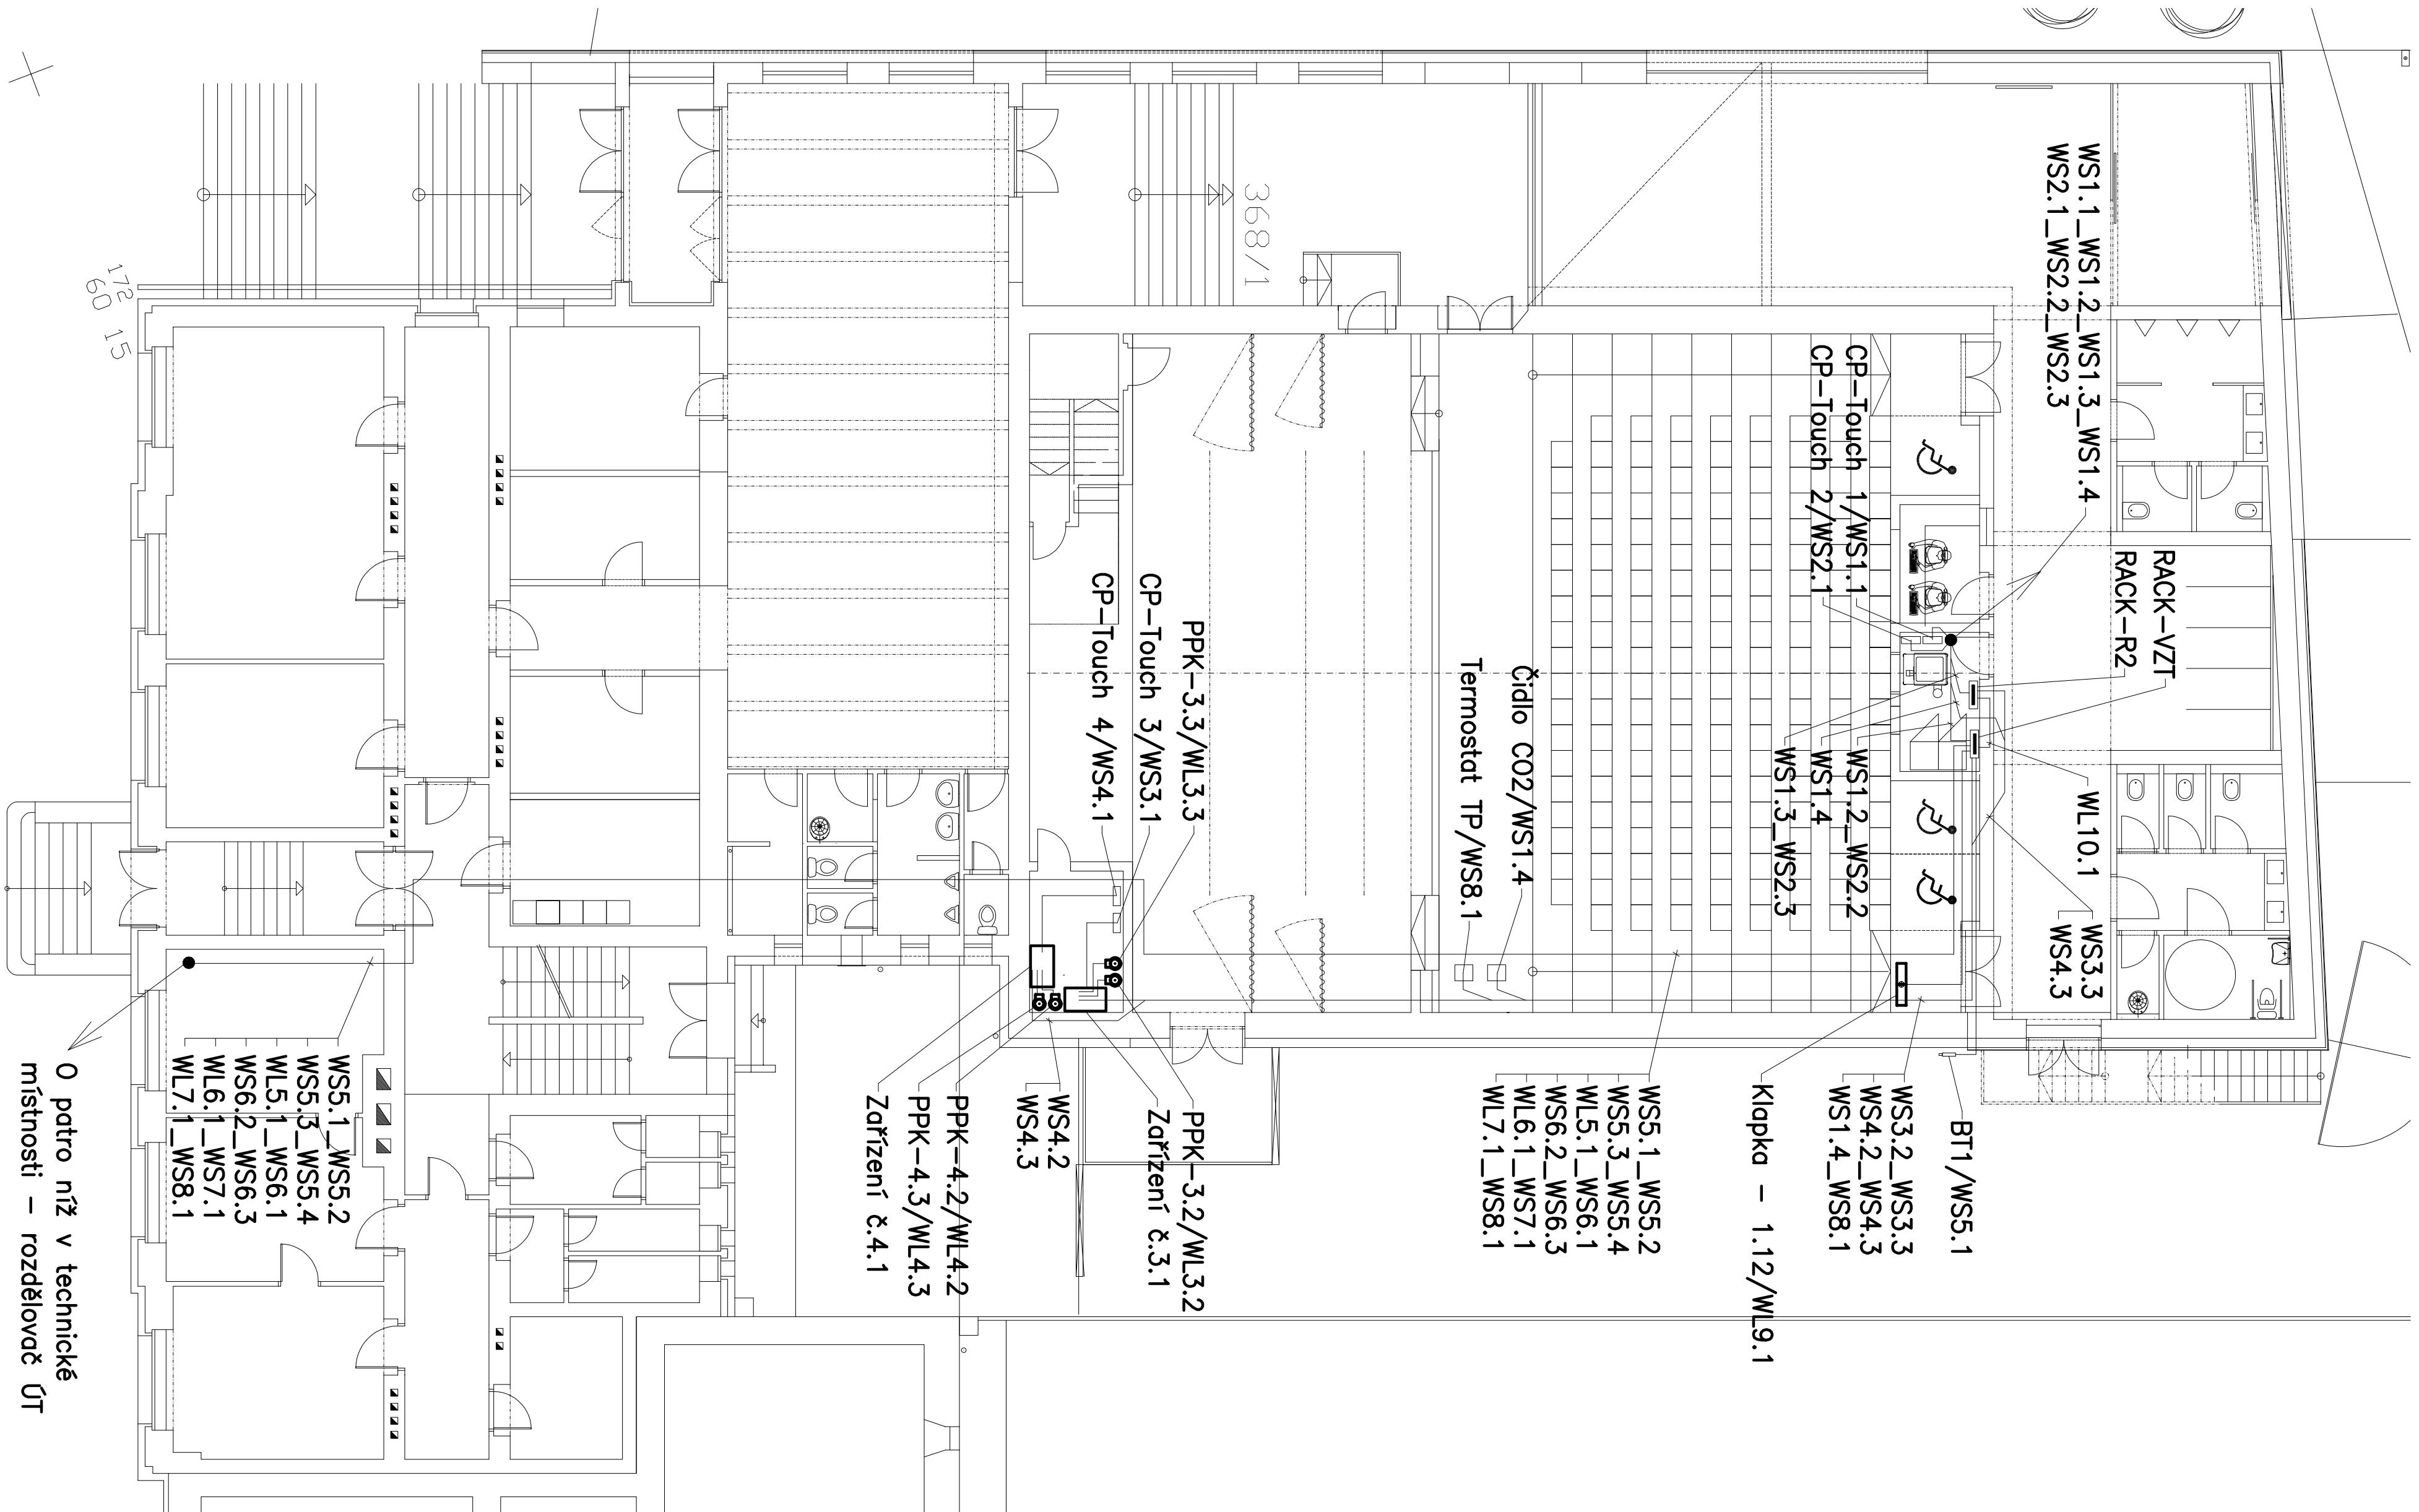 WS1.1_WS1.2_WS1.3_WS1.4
WS2.1_WS2.2_WS2.3
RACK-VZT
RACK-R2
CP-Touch 1/WS1.1
CP-Touch 2/WS2.1
WS1.2_WS2.2
WS1.4
WS1.3_WS2.3
WL10.1
WS3.3
WS4.3
Čidlo CO2/WS1.4
Termostat TP/WS8.1
PPK-3.3/WL3.3
CP-Touch 3/WS3.1
CP-Touch 4/WS4.1
BT1/WS5.1
WS3.2_WS3.3
WS4.2_WS4.3
WS1.4_WS8.1
Klapka - 1.12/WL9.1
WS5.1_WS5.2
WS5.3_WS5.4
WL5.1_WS6.1
WS6.2_WS6.3
WL6.1_WS7.1
WL7.1_WS8.1
PPK-3.2/WL3.2
Zařízení č.3.1
WS4.2
WS4.3
PPK-4.2/WL4.2
PPK-4.3/WL4.3
Zařízení č.4.1
WS5.1_WS5.2
WS5.3_WS5.4
WL5.1_WS6.1
WS6.2_WS6.3
WL6.1_WS7.1
WL7.1_WS8.1
O patro níž v technické
místnosti - rozdělovač ÚT
368/1
172
60 15